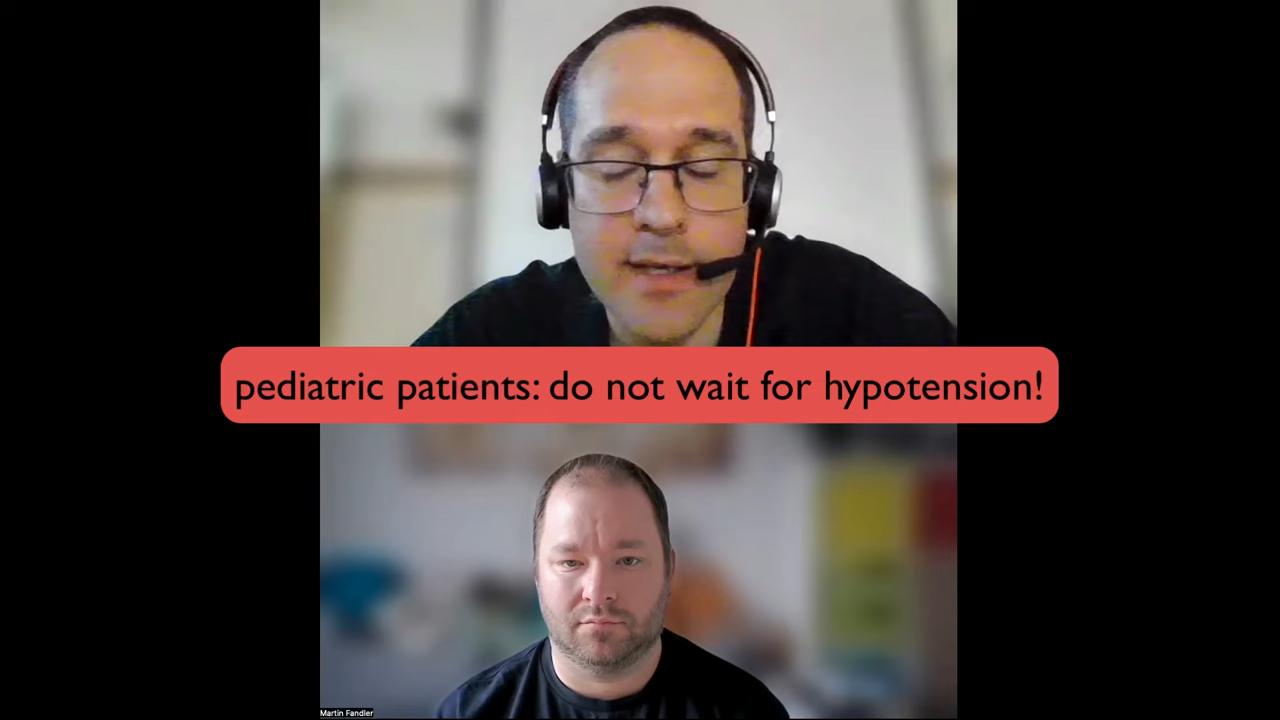 pediatric patients: do not wait for hypotension!
Martin Fandler